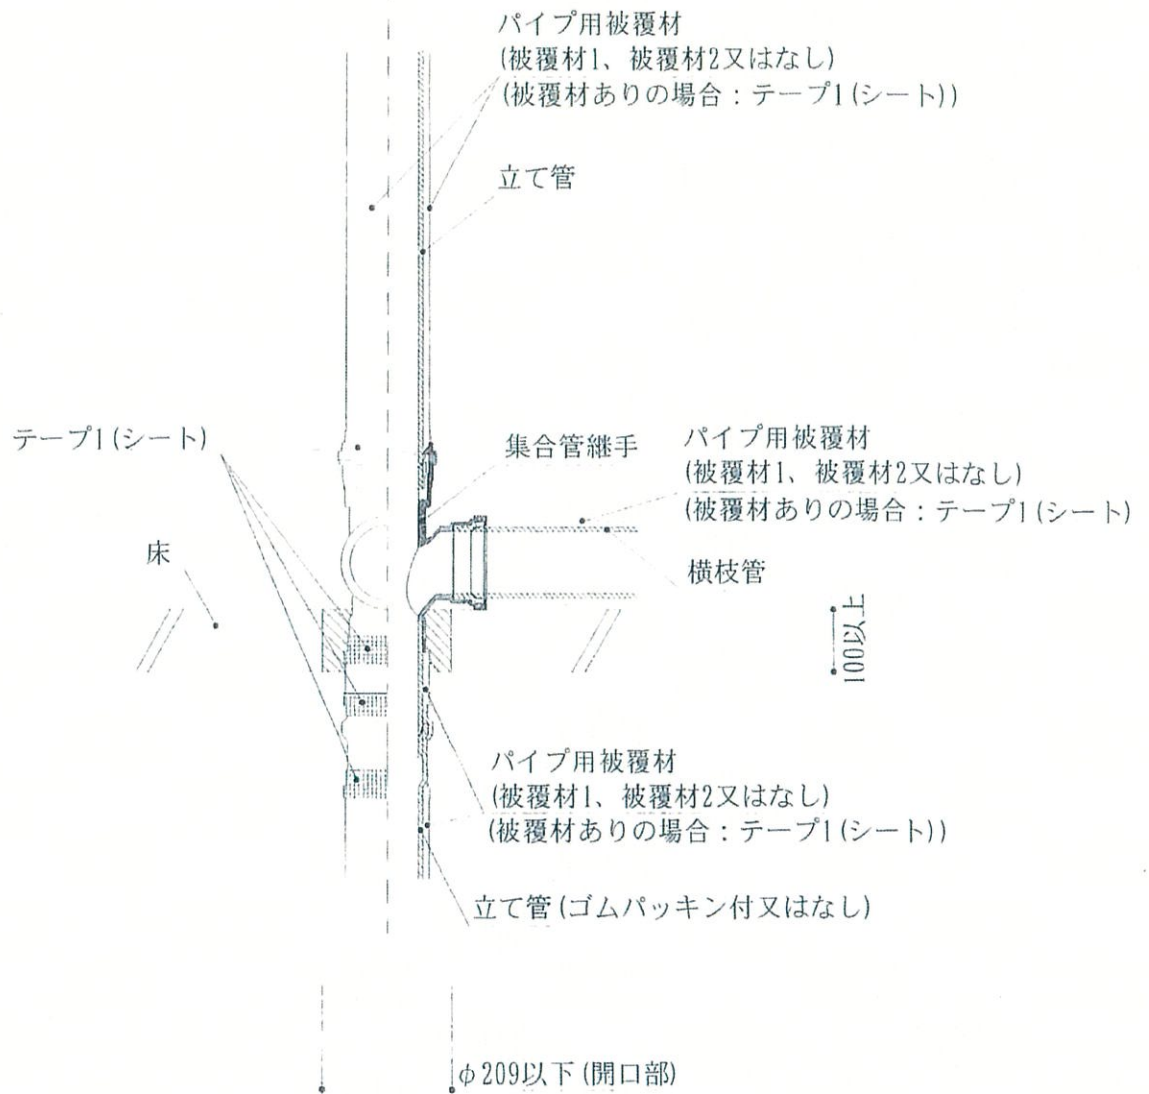 パイプ用被覆材
(被覆材1、被覆材2又はなし)
(被覆材ありの場合：テープ1(シート))
立て管
テープ1(シート)
集合管継手
パイプ用被覆材
(被覆材1、被覆材2又はなし)
(被覆材ありの場合：テープ1(シート)
床
横枝管
100以上
パイプ用被覆材
(被覆材1、被覆材2又はなし)
(被覆材ありの場合：テープ1(シート))
立て管(ゴムパッキン付又はなし)
φ209以下(開口部)